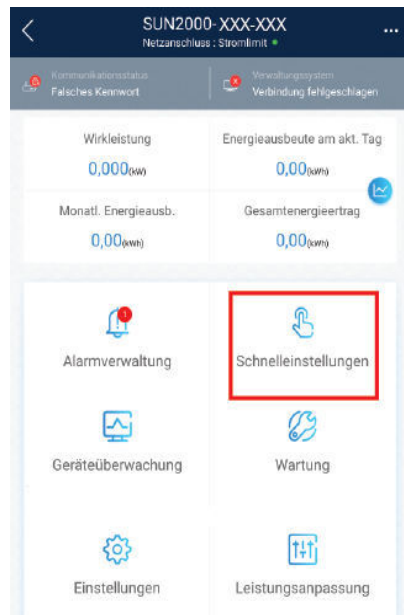 SUN2000-XXX-XXX
Netzanschluss : Stromlimit
Kommunikationsstatus
Falsches Kennwort
Verwaltungssystem
Verbindung fehlgeschlagen
Wirkleistung
0,000(kW)
Energieausbeute am akt. Tag
0,00(kWh)
Monatl. Energieausb.
0,00(kWh)
Gesamtenergieertrag
0,00(kWh)
1
Alarmverwaltung
Schnelleinstellungen
Geräteüberwachung
Wartung
Einstellungen
Leistungsanpassung